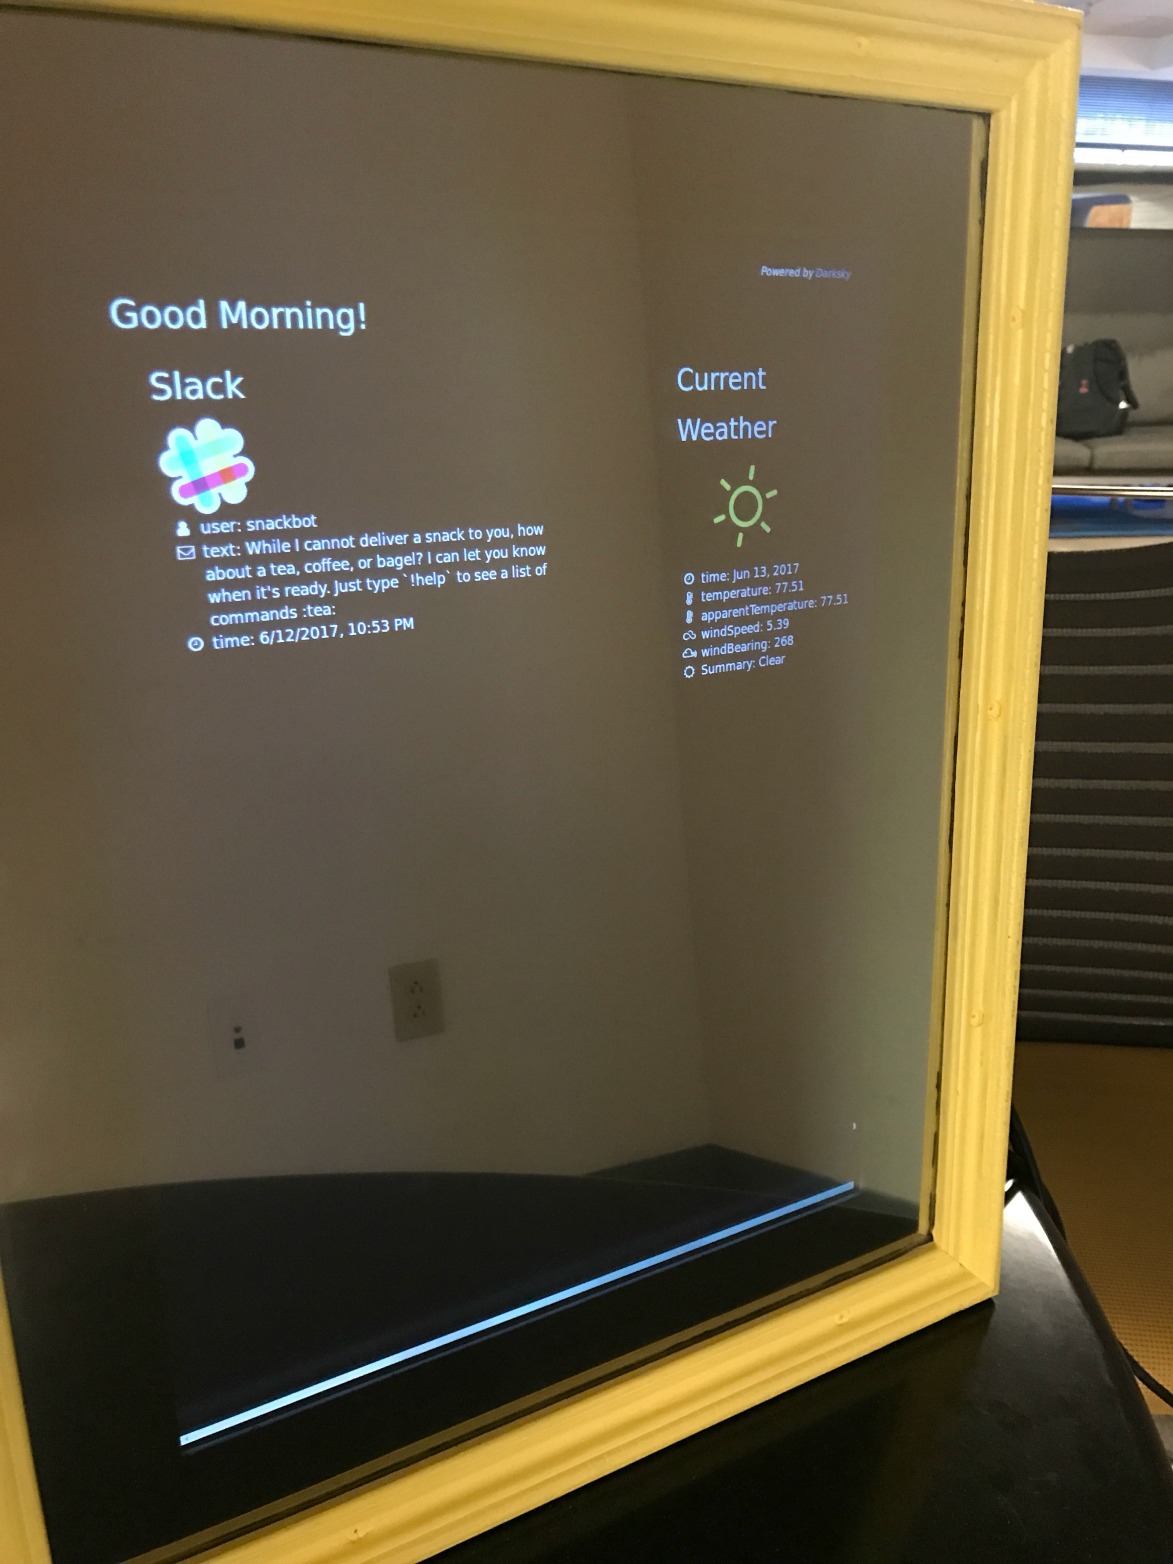 Powered by Darksky
Good Morning!
Slack
user: snackbot
text: While I cannot deliver a snack to you, how
about a tea, coffee, or bagel? I can let you know
when it's ready. Just type `!help` to see a list of
commands :tea:
time: 6/12/2017, 10:53 PM
Current
Weather
time: Jun 13, 2017
temperature: 77.51
apparentTemperature: 77.51
windSpeed: 5.39
windBearing: 268
Summary: Clear